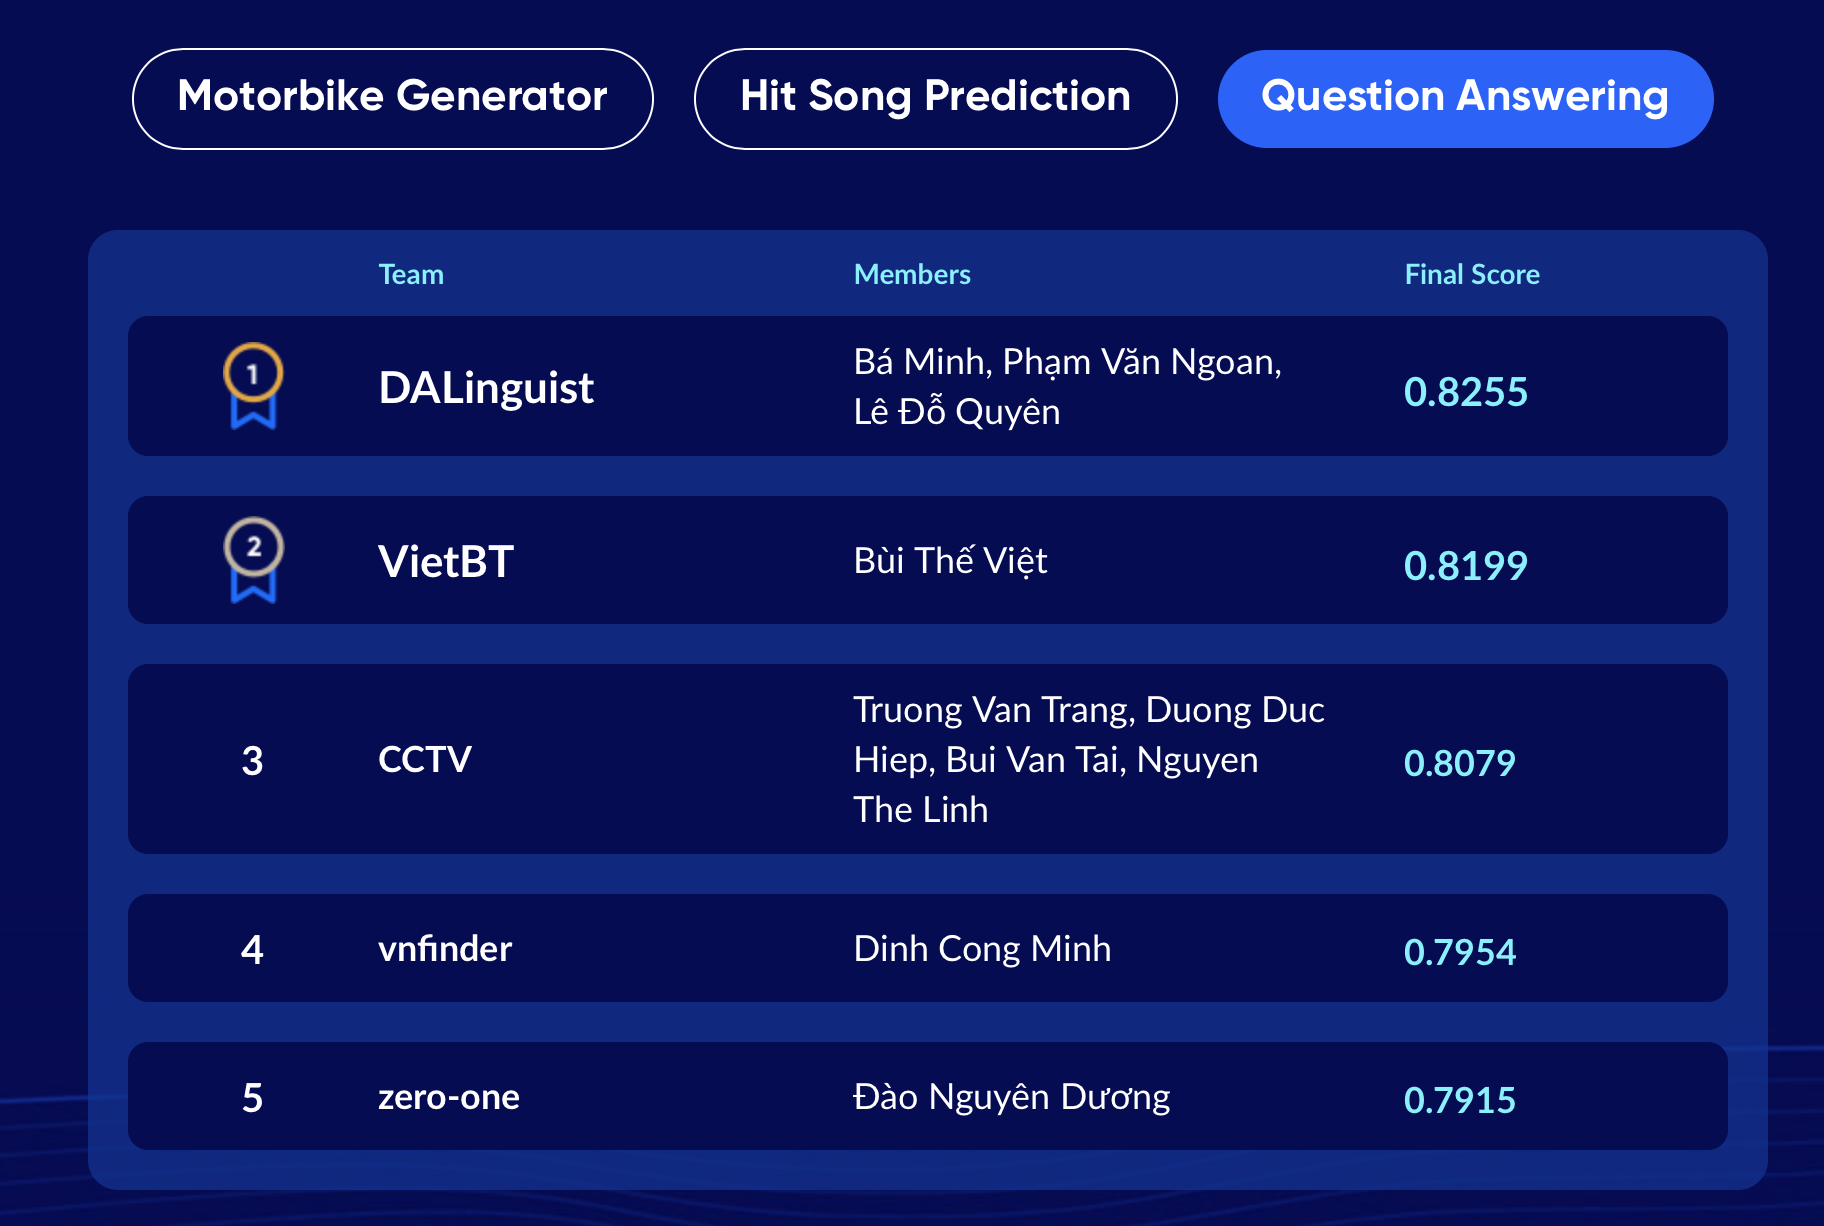 Motorbike Generator
Hit Song Prediction
Question Answering
Team Members Final Score
1 DALinguist Bá Minh, Phạm Văn Ngoan, 0.8255
Lê Đỗ Quyên
2 VietBT Bùi Thế Việt 0.8199
3 CCTV Truong Van Trang, Duong Duc 0.8079
Hiep, Bui Van Tai, Nguyen
The Linh
4 vnfinder Dinh Cong Minh 0.7954
5 zero-one Đào Nguyên Dương 0.7915